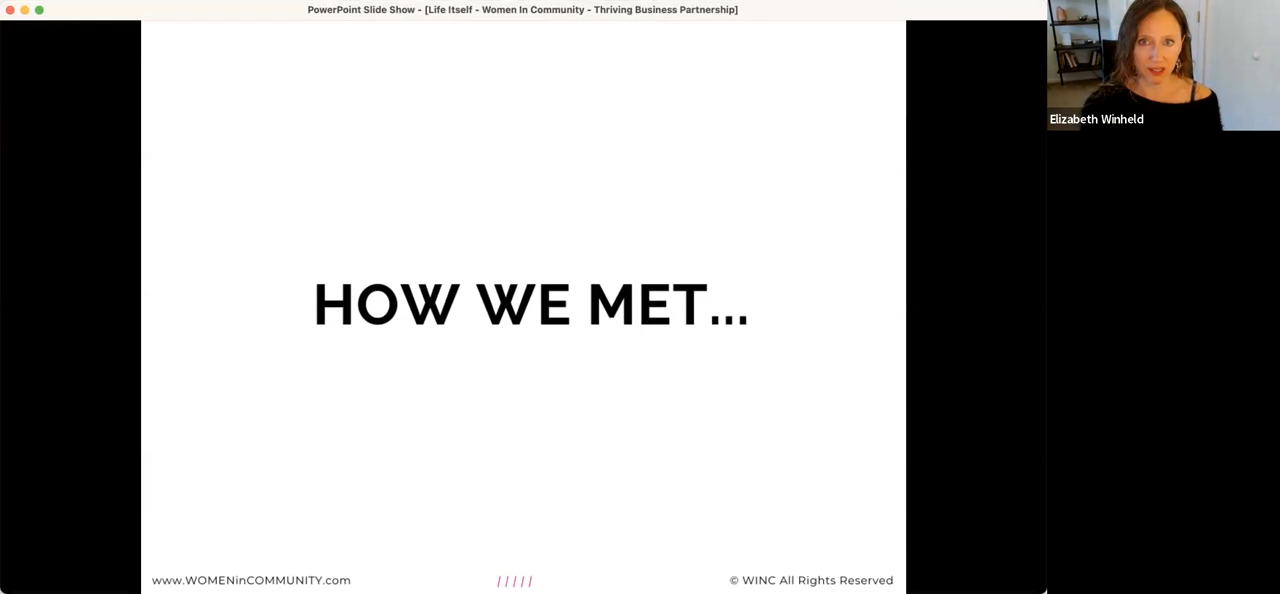 PowerPoint Slide Show - [Life Itself - Women In Community - Thriving Business Partnership]
Elizabeth Winheld
HOW WE MET...
www.WOMENinCOMMUNITY.com
/ / / / /
© WINC All Rights Reserved